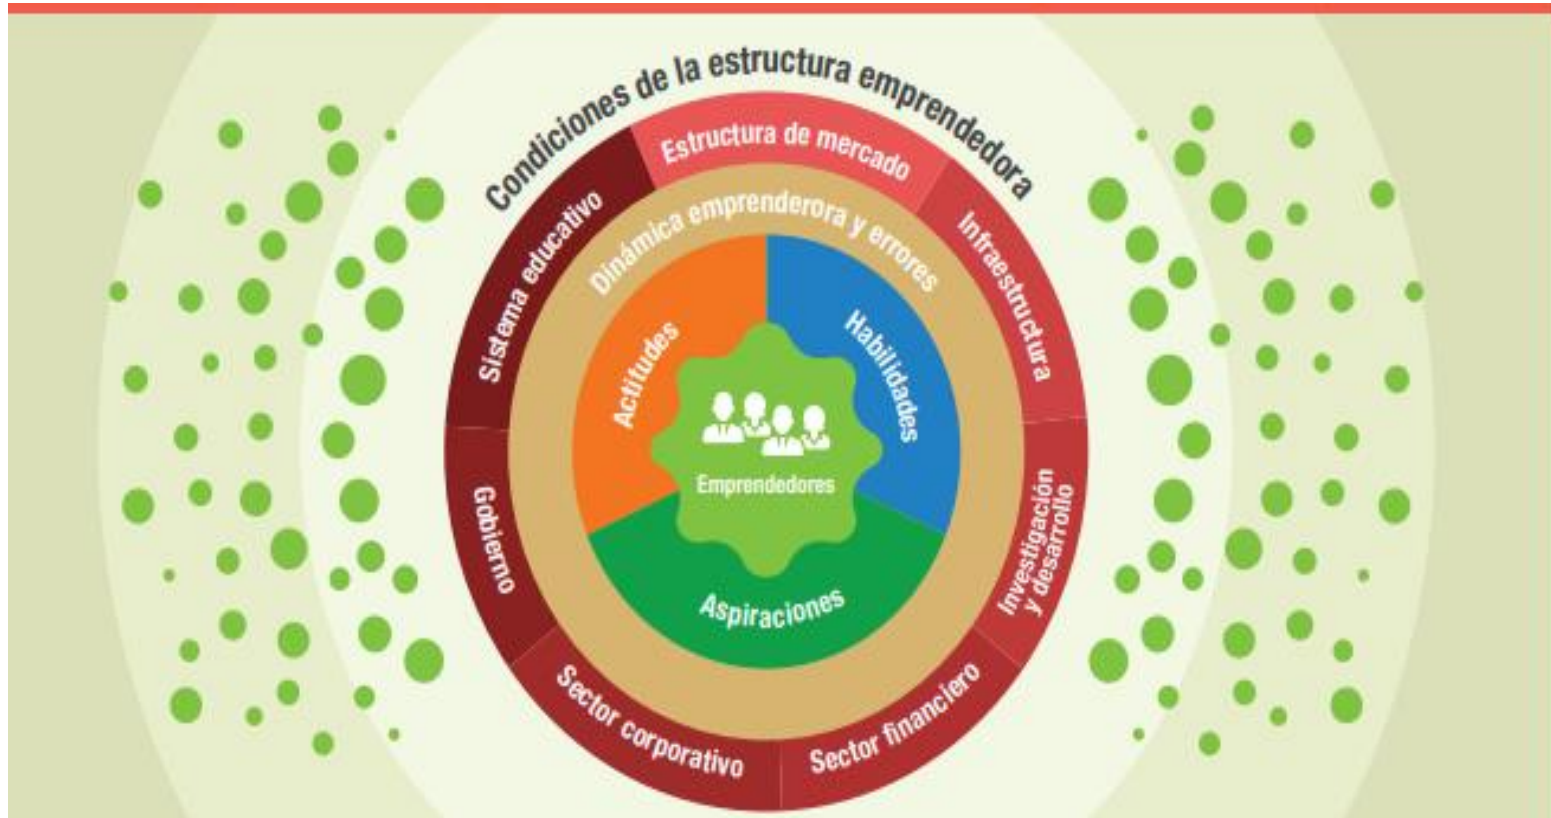 Condiciones de la estructura emprendedora
Estructura de mercado
Infraestructura
Investigación
y desarrollo
Sector financiero
Sector corporativo
Gobierno
Sistema educativo
Dinámica emprenderora y errores
Actitudes
Habilidades
Aspiraciones
Emprendedores